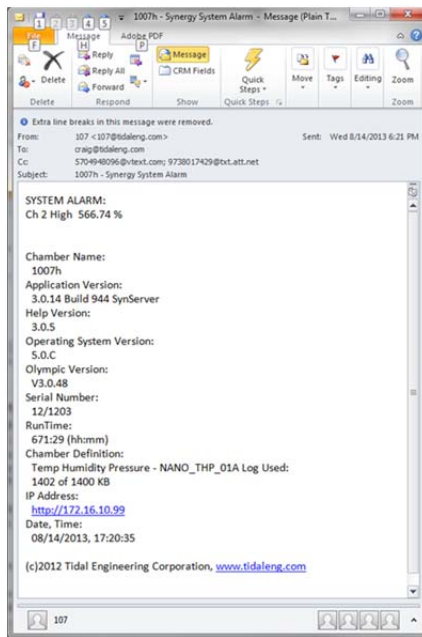 1007h - Synergy System Alarm - Message (Plain T...
1 2 3 4 5
File Message Adobe PDF
F H P
Delete
Reply
Reply All
Forward
Message
CRM Fields
Quick Steps
Move
Tags
Editing
Zoom
Delete Respond Show Quick Steps Zoom
Extra line breaks in this message were removed.
From: 107 <107@tidaleng.com> Sent: Wed 8/14/2013 6:21 PM
To: craig@tidaleng.com
Cc: 5704948096@vtext.com; 9738017429@txt.att.net
Subject: 1007h - Synergy System Alarm
SYSTEM ALARM:
Ch 2 High 566.74 %
Chamber Name:
1007h
Application Version:
3.0.14 Build 944 SynServer
Help Version:
3.0.5
Operating System Version:
5.0.C
Olympic Version:
V3.0.48
Serial Number:
12/1203
RunTime:
671:29 (hh:mm)
Chamber Definition:
Temp Humidity Pressure - NANO_THP_01A Log Used:
1402 of 1400 KB
IP Address:
http://172.16.10.99
Date, Time:
08/14/2013, 17:20:35
(c)2012 Tidal Engineering Corporation, www.tidaleng.com
107